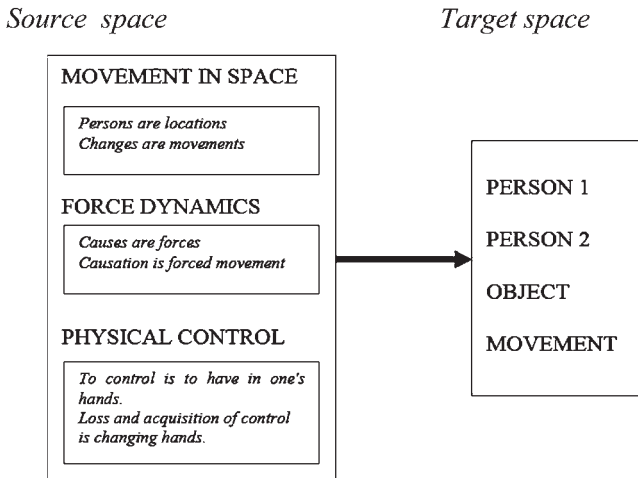 Source space
Target space
MOVEMENT IN SPACE
Persons are locations
Changes are movements
FORCE DYNAMICS
Causes are forces
Causation is forced movement
PHYSICAL CONTROL
To control is to have in one's
hands.
Loss and acquisition of control
is changing hands.
PERSON 1
PERSON 2
OBJECT
MOVEMENT